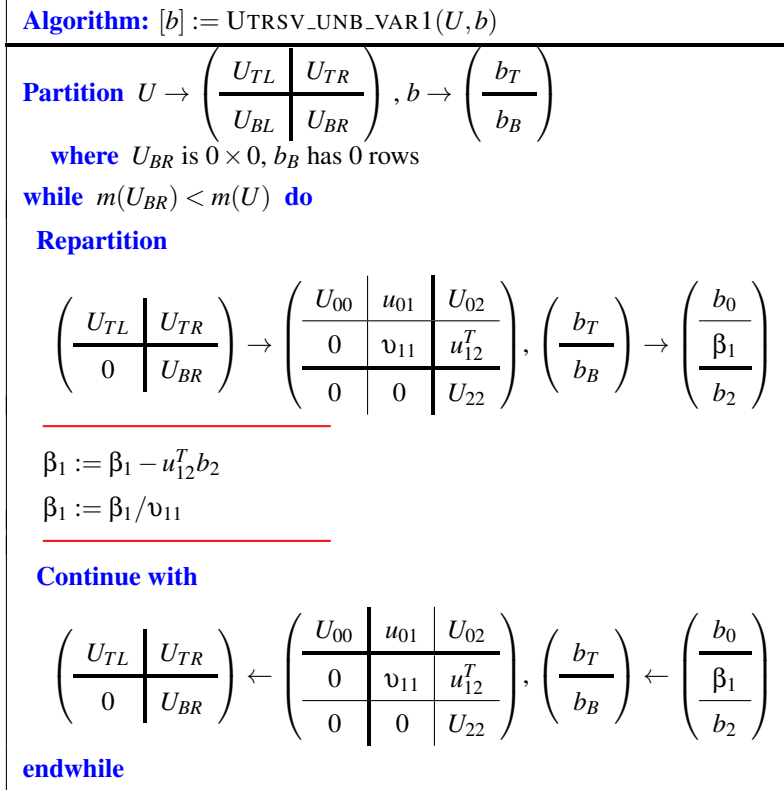 Algorithm: [b] := UTRSV_UNB_VAR1(U, b)
Partition U → ( U_TL | U_TR ; U_BL | U_BR ) , b → ( b_T ; b_B )
where U_BR is 0 × 0, b_B has 0 rows
while m(U_BR) < m(U) do
Repartition
( U_TL | U_TR ; 0 | U_BR ) → ( U_00 | u_01 | U_02 ; 0 | υ_11 | u_12^T ; 0 | 0 | U_22 ), ( b_T ; b_B ) → ( b_0 ; β_1 ; b_2 )
β_1 := β_1 − u_12^T b_2
β_1 := β_1/υ_11
Continue with
( U_TL | U_TR ; 0 | U_BR ) ← ( U_00 | u_01 | U_02 ; 0 | υ_11 | u_12^T ; 0 | 0 | U_22 ), ( b_T ; b_B ) ← ( b_0 ; β_1 ; b_2 )
endwhile